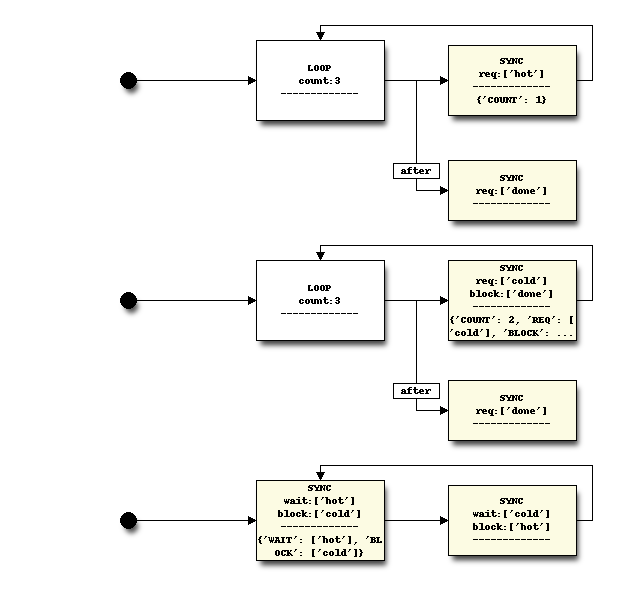 LOOP
count:3
-------------
SYNC
req:['hot']
-------------
{'COUNT': 1}
after
SYNC
req:['done']
-------------
LOOP
count:3
-------------
SYNC
req:['cold']
block:['done']
-------------
{'COUNT': 2, 'REQ': [
'cold'], 'BLOCK': ...
after
SYNC
req:['done']
-------------
SYNC
wait:['hot']
block:['cold']
-------------
{'WAIT': ['hot'], 'BL
OCK': ['cold']}
SYNC
wait:['cold']
block:['hot']
-------------